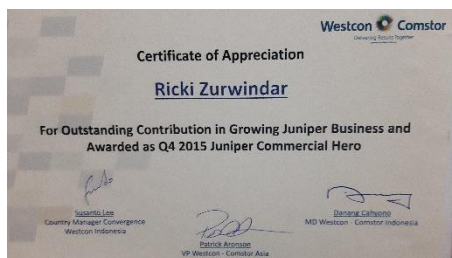 Westcon Comstor
Delivering Results Together
Certificate of Appreciation
Ricki Zurwindar
For Outstanding Contribution in Growing Juniper Business and
Awarded as Q4 2015 Juniper Commercial Hero
Susanto Lee
Country Manager Convergence
Westcon Indonesia
Patrick Aronson
VP Westcon - Comstor Asia
Danang Cahyono
MD Westcon - Comstor Indonesia